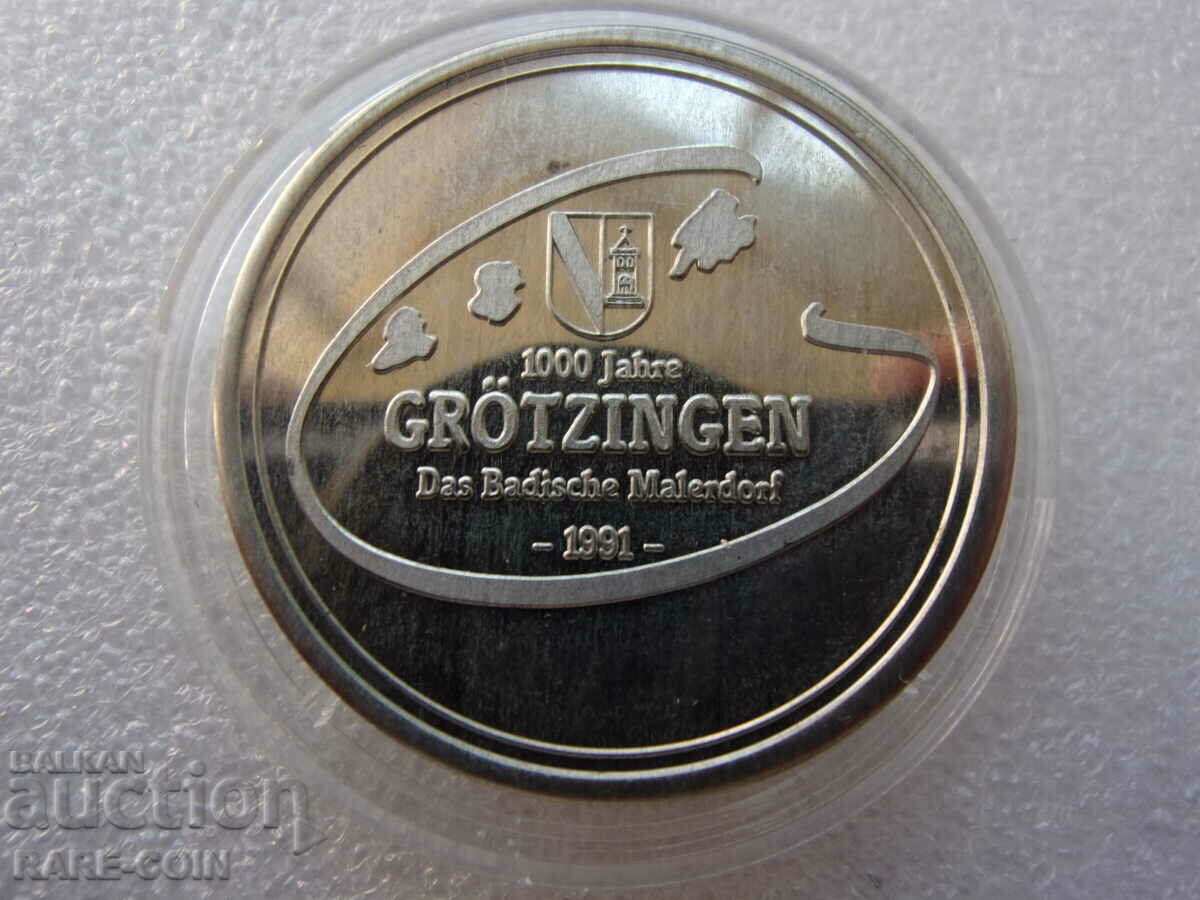 1000 Jahre
GRÖTZINGEN
Das Badische Malerdorf
- 1991 -
BALKAN
auction
RARE-COIN